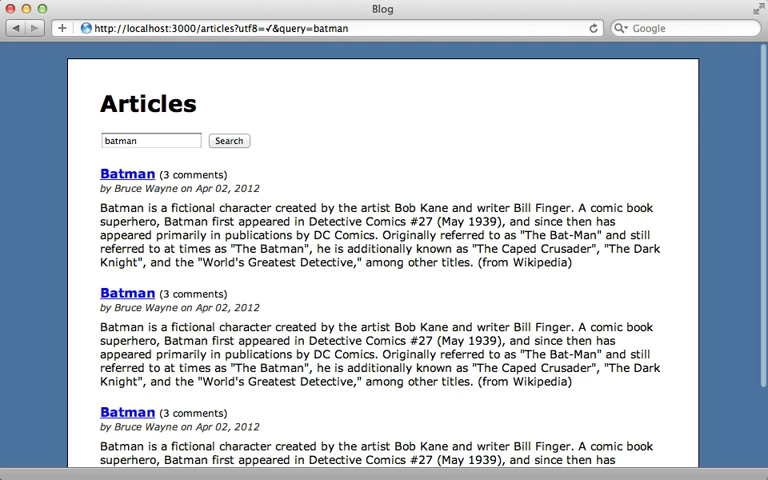 Blog
http://localhost:3000/articles?utf8=✓&query=batman
Google
Articles
batman
Search
Batman (3 comments)
by Bruce Wayne on Apr 02, 2012
Batman is a fictional character created by the artist Bob Kane and writer Bill Finger. A comic book
superhero, Batman first appeared in Detective Comics #27 (May 1939), and since then has
appeared primarily in publications by DC Comics. Originally referred to as "The Bat-Man" and still
referred to at times as "The Batman", he is additionally known as "The Caped Crusader", "The Dark
Knight", and the "World's Greatest Detective," among other titles. (from Wikipedia)
Batman (3 comments)
by Bruce Wayne on Apr 02, 2012
Batman is a fictional character created by the artist Bob Kane and writer Bill Finger. A comic book
superhero, Batman first appeared in Detective Comics #27 (May 1939), and since then has
appeared primarily in publications by DC Comics. Originally referred to as "The Bat-Man" and still
referred to at times as "The Batman", he is additionally known as "The Caped Crusader", "The Dark
Knight", and the "World's Greatest Detective," among other titles. (from Wikipedia)
Batman (3 comments)
by Bruce Wayne on Apr 02, 2012
Batman is a fictional character created by the artist Bob Kane and writer Bill Finger. A comic book
superhero, Batman first appeared in Detective Comics #27 (May 1939), and since then has